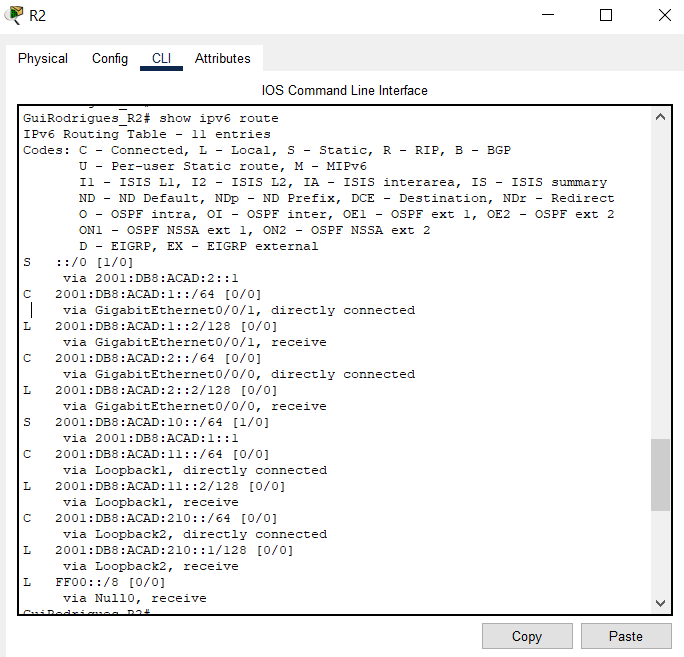 R2
Physical Config CLI Attributes
IOS Command Line Interface
GuiRodrigues_R2# show ipv6 route
IPv6 Routing Table - 11 entries
Codes: C - Connected, L - Local, S - Static, R - RIP, B - BGP
U - Per-user Static route, M - MIPv6
I1 - ISIS L1, I2 - ISIS L2, IA - ISIS interarea, IS - ISIS summary
ND - ND Default, NDp - ND Prefix, DCE - Destination, NDr - Redirect
O - OSPF intra, OI - OSPF inter, OE1 - OSPF ext 1, OE2 - OSPF ext 2
ON1 - OSPF NSSA ext 1, ON2 - OSPF NSSA ext 2
D - EIGRP, EX - EIGRP external
S ::/0 [1/0]
via 2001:DB8:ACAD:2::1
C 2001:DB8:ACAD:1::/64 [0/0]
via GigabitEthernet0/0/1, directly connected
L 2001:DB8:ACAD:1::2/128 [0/0]
via GigabitEthernet0/0/1, receive
C 2001:DB8:ACAD:2::/64 [0/0]
via GigabitEthernet0/0/0, directly connected
L 2001:DB8:ACAD:2::2/128 [0/0]
via GigabitEthernet0/0/0, receive
S 2001:DB8:ACAD:10::/64 [1/0]
via 2001:DB8:ACAD:1::1
C 2001:DB8:ACAD:11::/64 [0/0]
via Loopback1, directly connected
L 2001:DB8:ACAD:11::2/128 [0/0]
via Loopback1, receive
C 2001:DB8:ACAD:210::/64 [0/0]
via Loopback2, directly connected
L 2001:DB8:ACAD:210::1/128 [0/0]
via Loopback2, receive
L FF00::/8 [0/0]
via Null0, receive
GuiRodrigues_R2#
Copy Paste